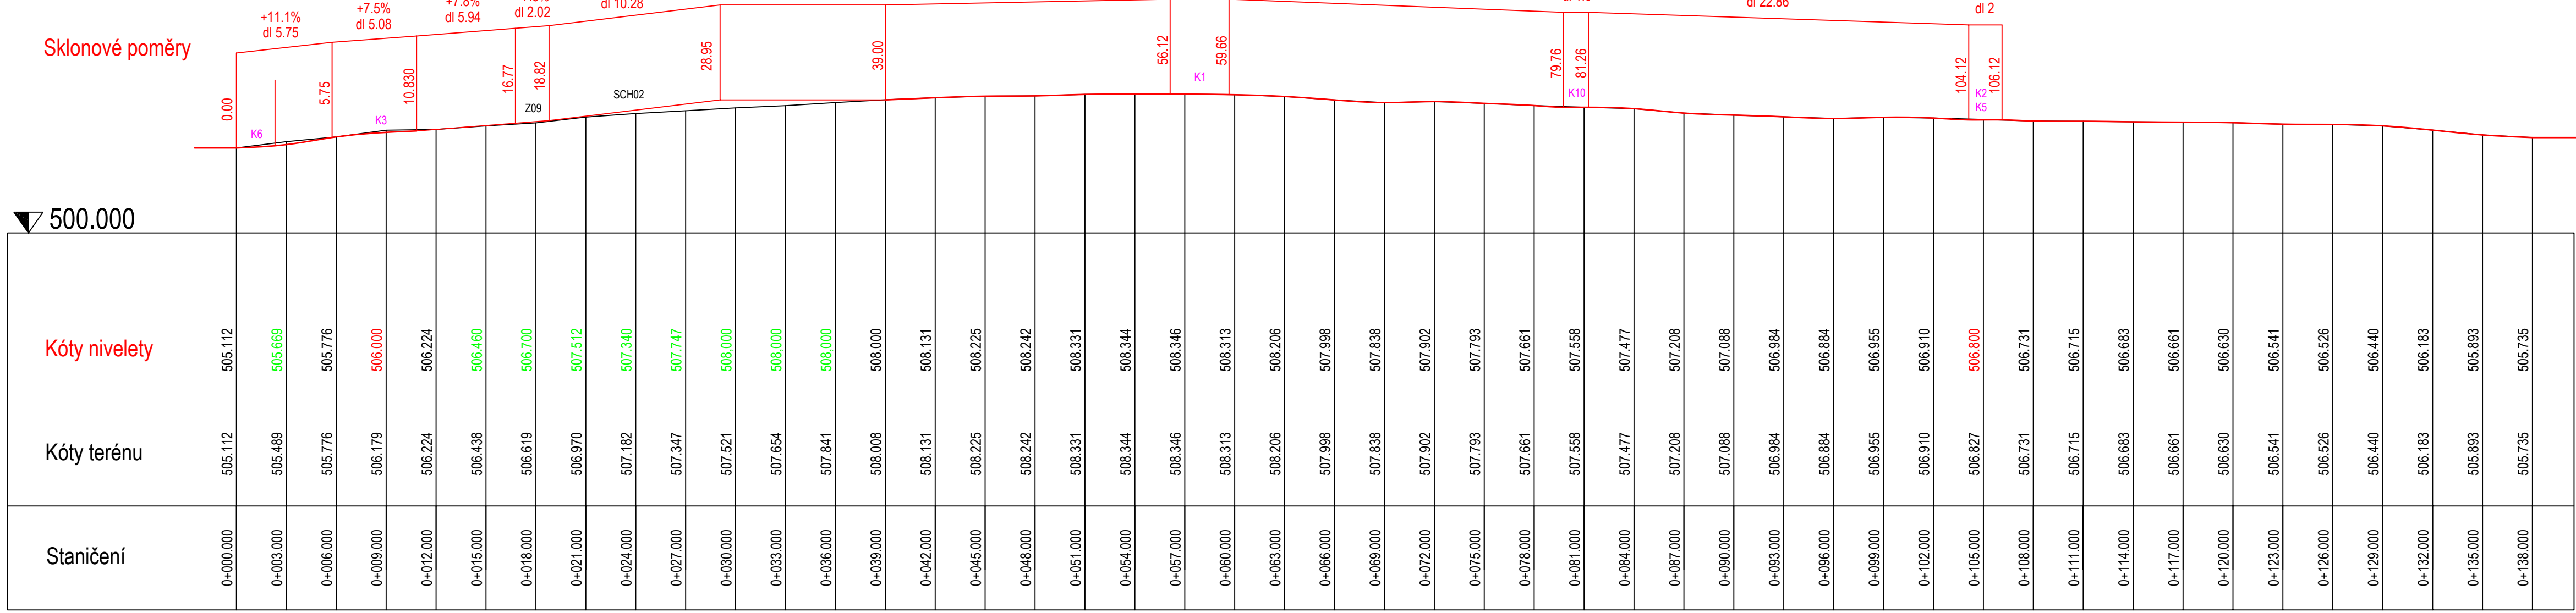 +11.1%
dl 5.75
+7.5%
dl 5.08
+7.8%
dl 5.94
dl 2.02
dl 10.28
dl 22.86
dl 2
Sklonové poměry
0.00
5.75
10.830
16.77
18.82
28.95
39.00
56.12
59.66
79.76
81.26
104.12
106.12
K6
K3
Z09
SCH02
K1
K10
K2
K5
500.000
Kóty nivelety
505.112 505.669 505.776 506.000 506.224 506.460 506.700 507.512 507.340 507.747 508.000 508.000 508.000 508.000 508.131 508.225 508.242 508.331 508.344 508.346 508.313 508.206 507.998 507.838 507.902 507.793 507.661 507.558 507.477 507.208 507.088 506.984 506.884 506.955 506.910 506.800 506.731 506.715 506.683 506.661 506.630 506.541 506.526 506.440 506.183 505.893 505.735
Kóty terénu
505.112 505.489 505.776 506.179 506.224 506.438 506.619 506.970 507.182 507.347 507.521 507.654 507.841 508.008 508.131 508.225 508.242 508.331 508.344 508.346 508.313 508.206 507.998 507.838 507.902 507.793 507.661 507.558 507.477 507.208 507.088 506.984 506.884 506.955 506.910 506.827 506.731 506.715 506.683 506.661 506.630 506.541 506.526 506.440 506.183 505.893 505.735
Staničení
0+000.000 0+003.000 0+006.000 0+009.000 0+012.000 0+015.000 0+018.000 0+021.000 0+024.000 0+027.000 0+030.000 0+033.000 0+036.000 0+039.000 0+042.000 0+045.000 0+048.000 0+051.000 0+054.000 0+057.000 0+060.000 0+063.000 0+066.000 0+069.000 0+072.000 0+075.000 0+078.000 0+081.000 0+084.000 0+087.000 0+090.000 0+093.000 0+096.000 0+099.000 0+102.000 0+105.000 0+108.000 0+111.000 0+114.000 0+117.000 0+120.000 0+123.000 0+126.000 0+129.000 0+132.000 0+135.000 0+138.000